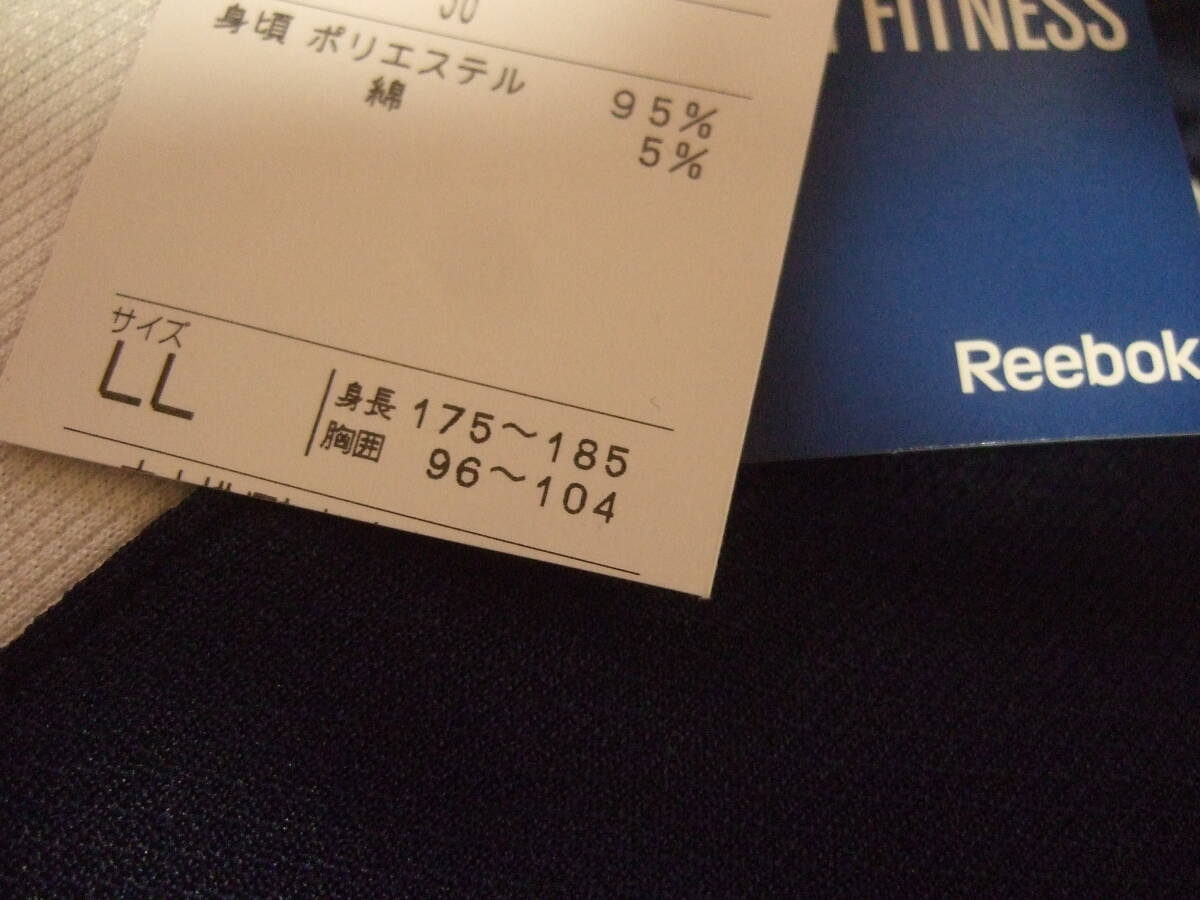 身頃 ポリエステル 95%
綿 5%
サイズ
LL
身長 175～185
胸囲 96～104
FITNESS
Reebok